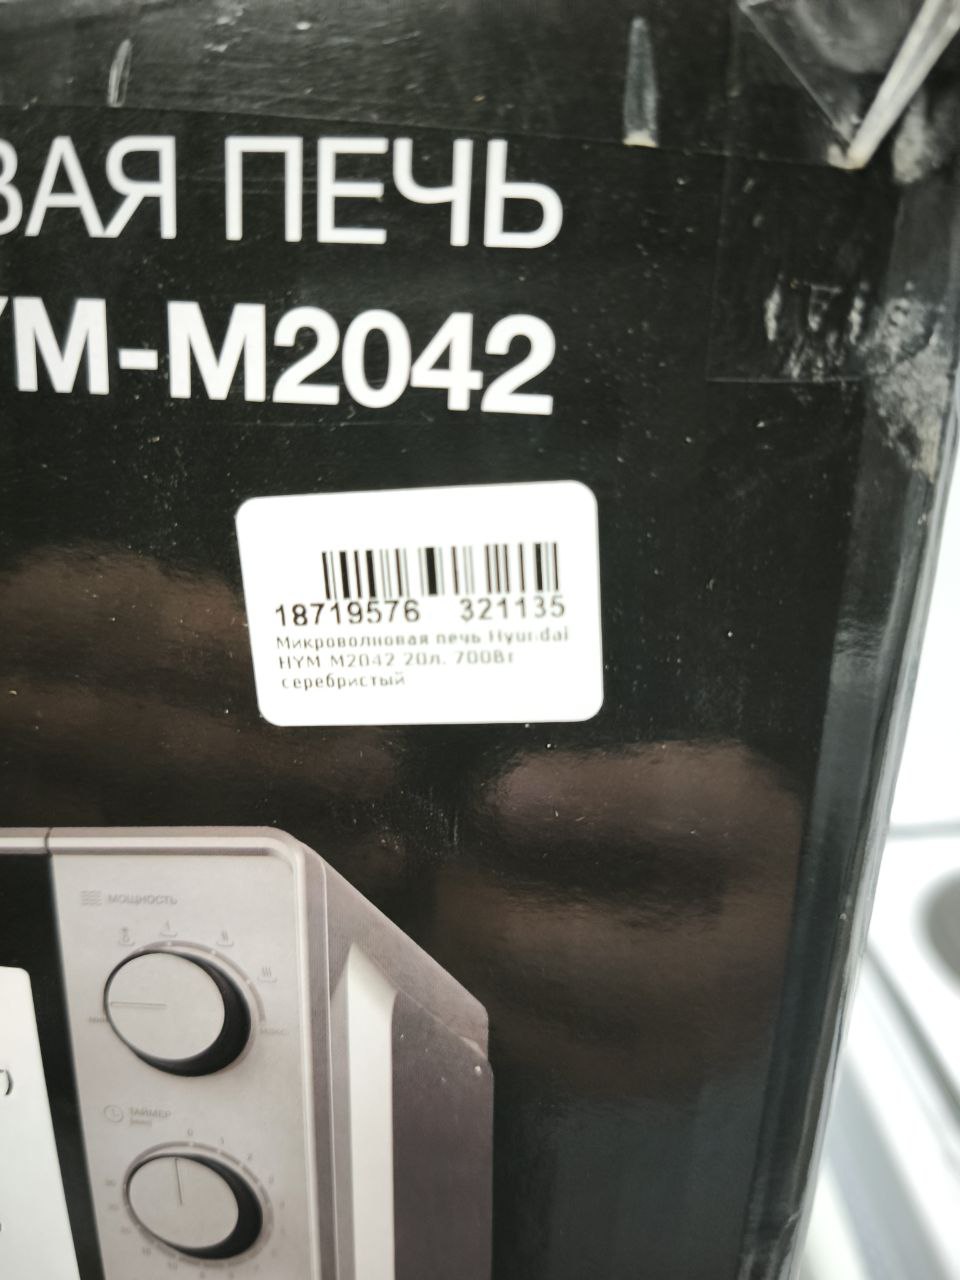 ВАЯ ПЕЧЬ
YM-M2042
18719576 321135
Микроволновая печь Hyundai
HYM M2042 20л. 700Вт
серебристый
МОЩНОСТЬ
ТАЙМЕР